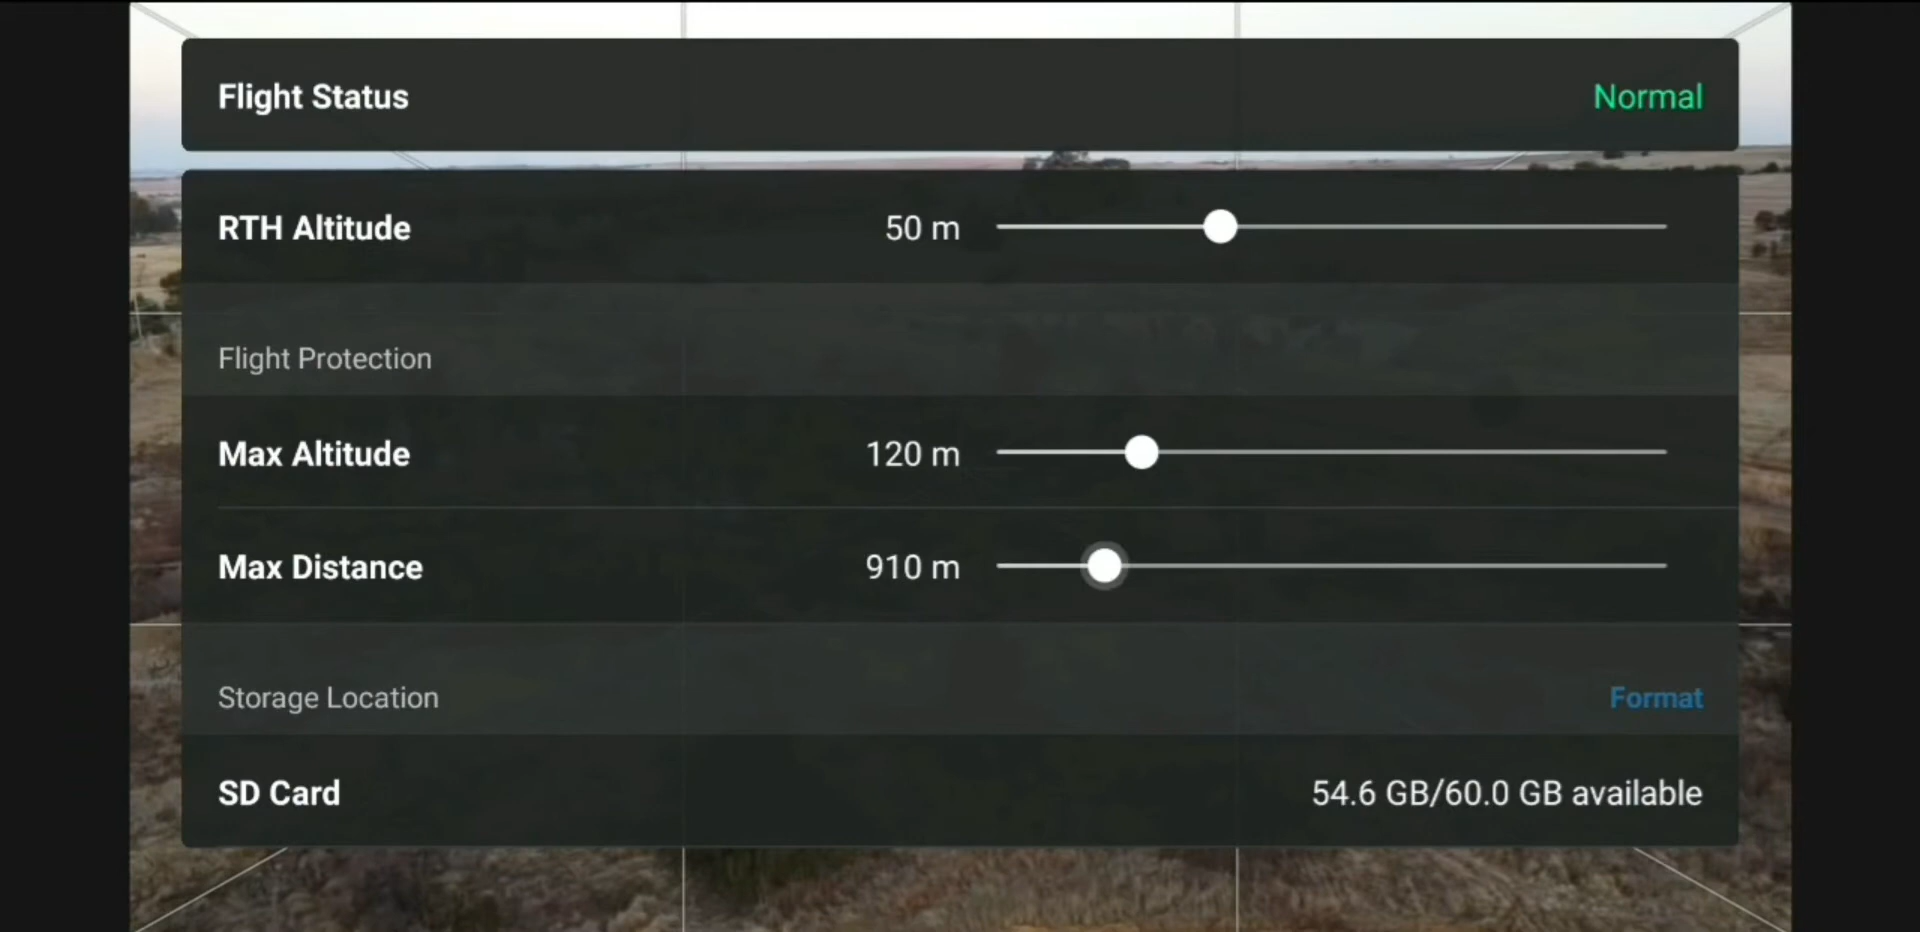 Flight Status Normal
RTH Altitude 50 m
Flight Protection
Max Altitude 120 m
Max Distance 910 m
Storage Location Format
SD Card 54.6 GB/60.0 GB available